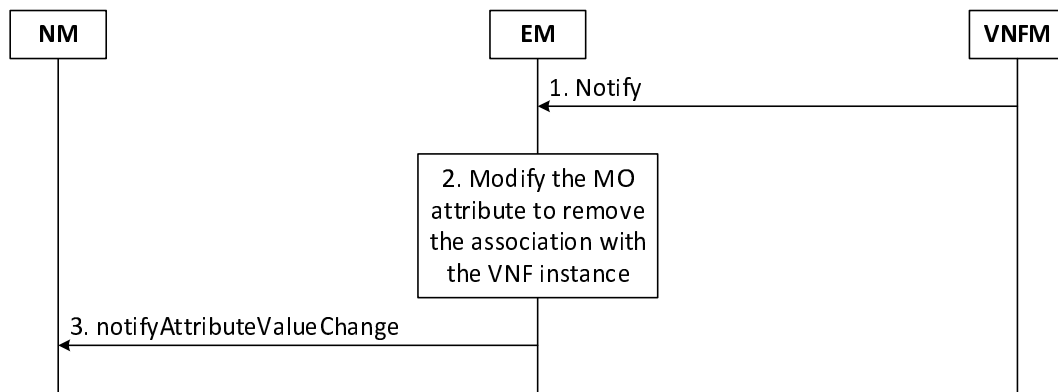 NM
EM
VNFM
1. Notify
2. Modify the MO
attribute to remove
the association with
the VNF instance
3. notifyAttributeValueChange